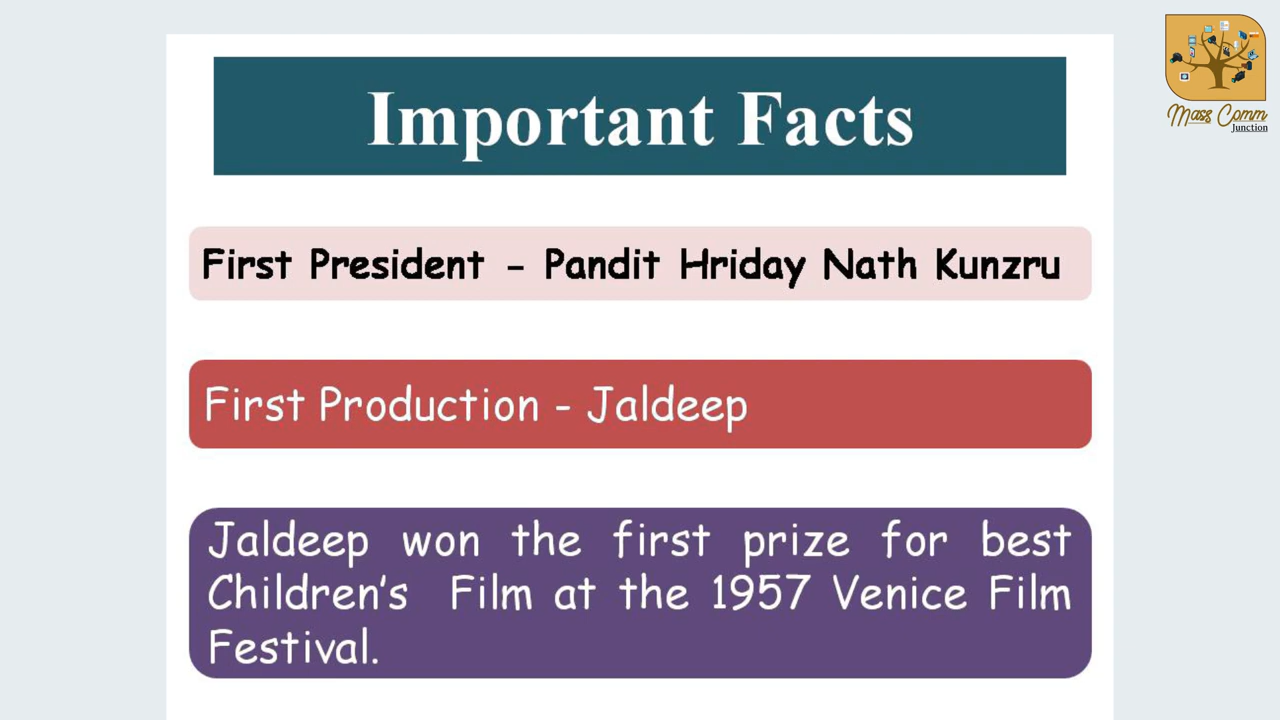 Important Facts
Mass Comm
Junction
First President - Pandit Hriday Nath Kunzru
First Production - Jaldeep
Jaldeep won the first prize for best
Children's Film at the 1957 Venice Film
Festival.